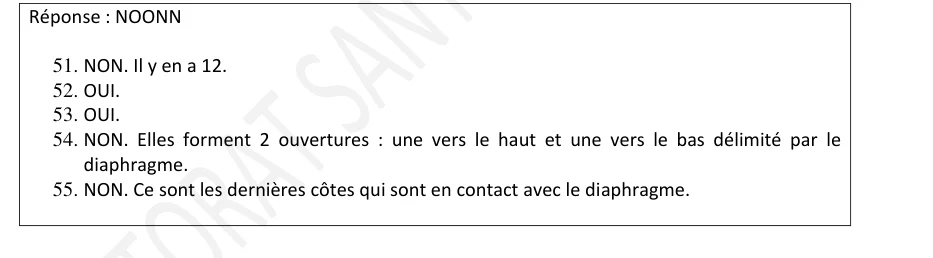 Réponse : NOONN
51. NON. Il y en a 12.
52. OUI.
53. OUI.
54. NON. Elles forment 2 ouvertures : une vers le haut et une vers le bas délimité par le
diaphragme.
55. NON. Ce sont les dernières côtes qui sont en contact avec le diaphragme.
TORAT SANT